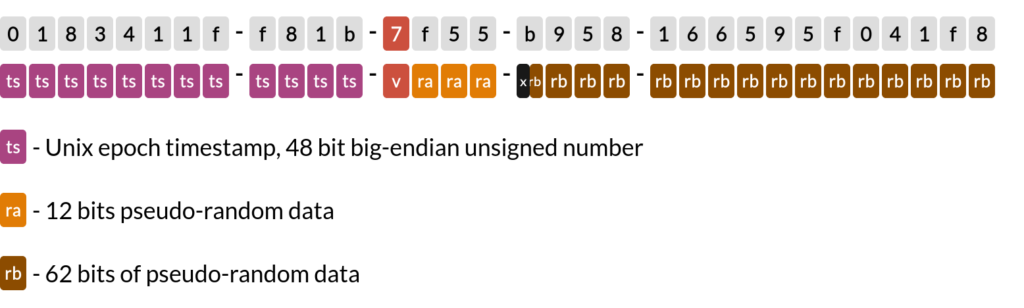 0 1 8 3 4 1 1 f - f 8 1 b - 7 f 5 5 - b 9 5 8 - 1 6 6 5 9 5 f 0 4 1 f 8
ts ts ts ts ts ts ts ts - ts ts ts ts - v ra ra ra - x rb rb rb rb - rb rb rb rb rb rb rb rb rb rb rb rb
ts - Unix epoch timestamp, 48 bit big-endian unsigned number
ra - 12 bits pseudo-random data
rb - 62 bits of pseudo-random data